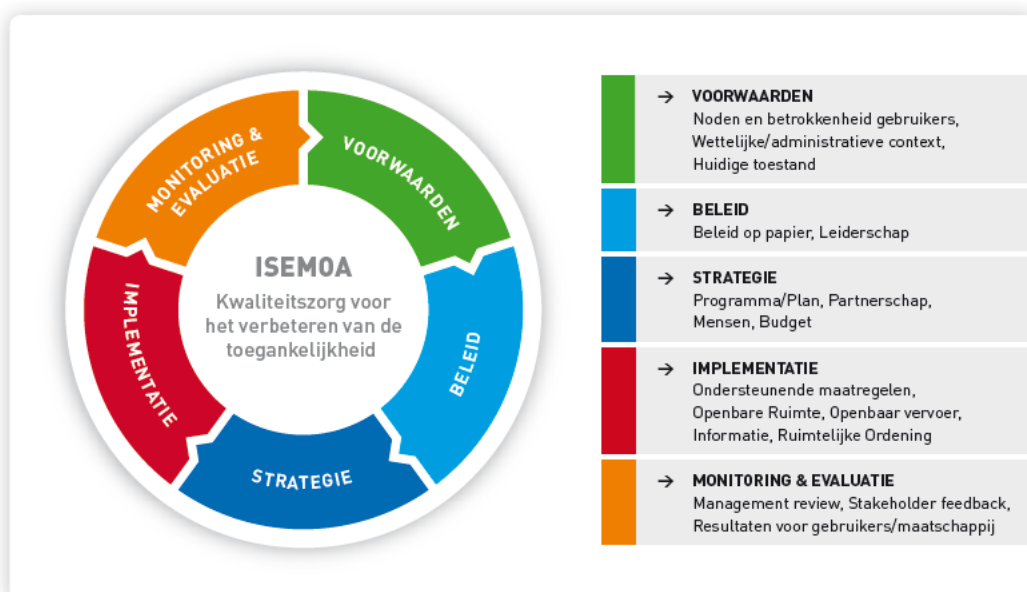 MONITORING &
EVALUATIE
VOORWAARDEN
ISEMOA
Kwaliteitszorg voor
het verbeteren van de
toegankelijkheid
IMPLEMENTATIE
BELEID
STRATEGIE
→ VOORWAARDEN
Noden en betrokkenheid gebruikers,
Wettelijke/administratieve context,
Huidige toestand
→ BELEID
Beleid op papier, Leiderschap
→ STRATEGIE
Programma/Plan, Partnerschap,
Mensen, Budget
→ IMPLEMENTATIE
Ondersteunende maatregelen,
Openbare Ruimte, Openbaar vervoer,
Informatie, Ruimtelijke Ordening
→ MONITORING & EVALUATIE
Management review, Stakeholder feedback,
Resultaten voor gebruikers/maatschappij